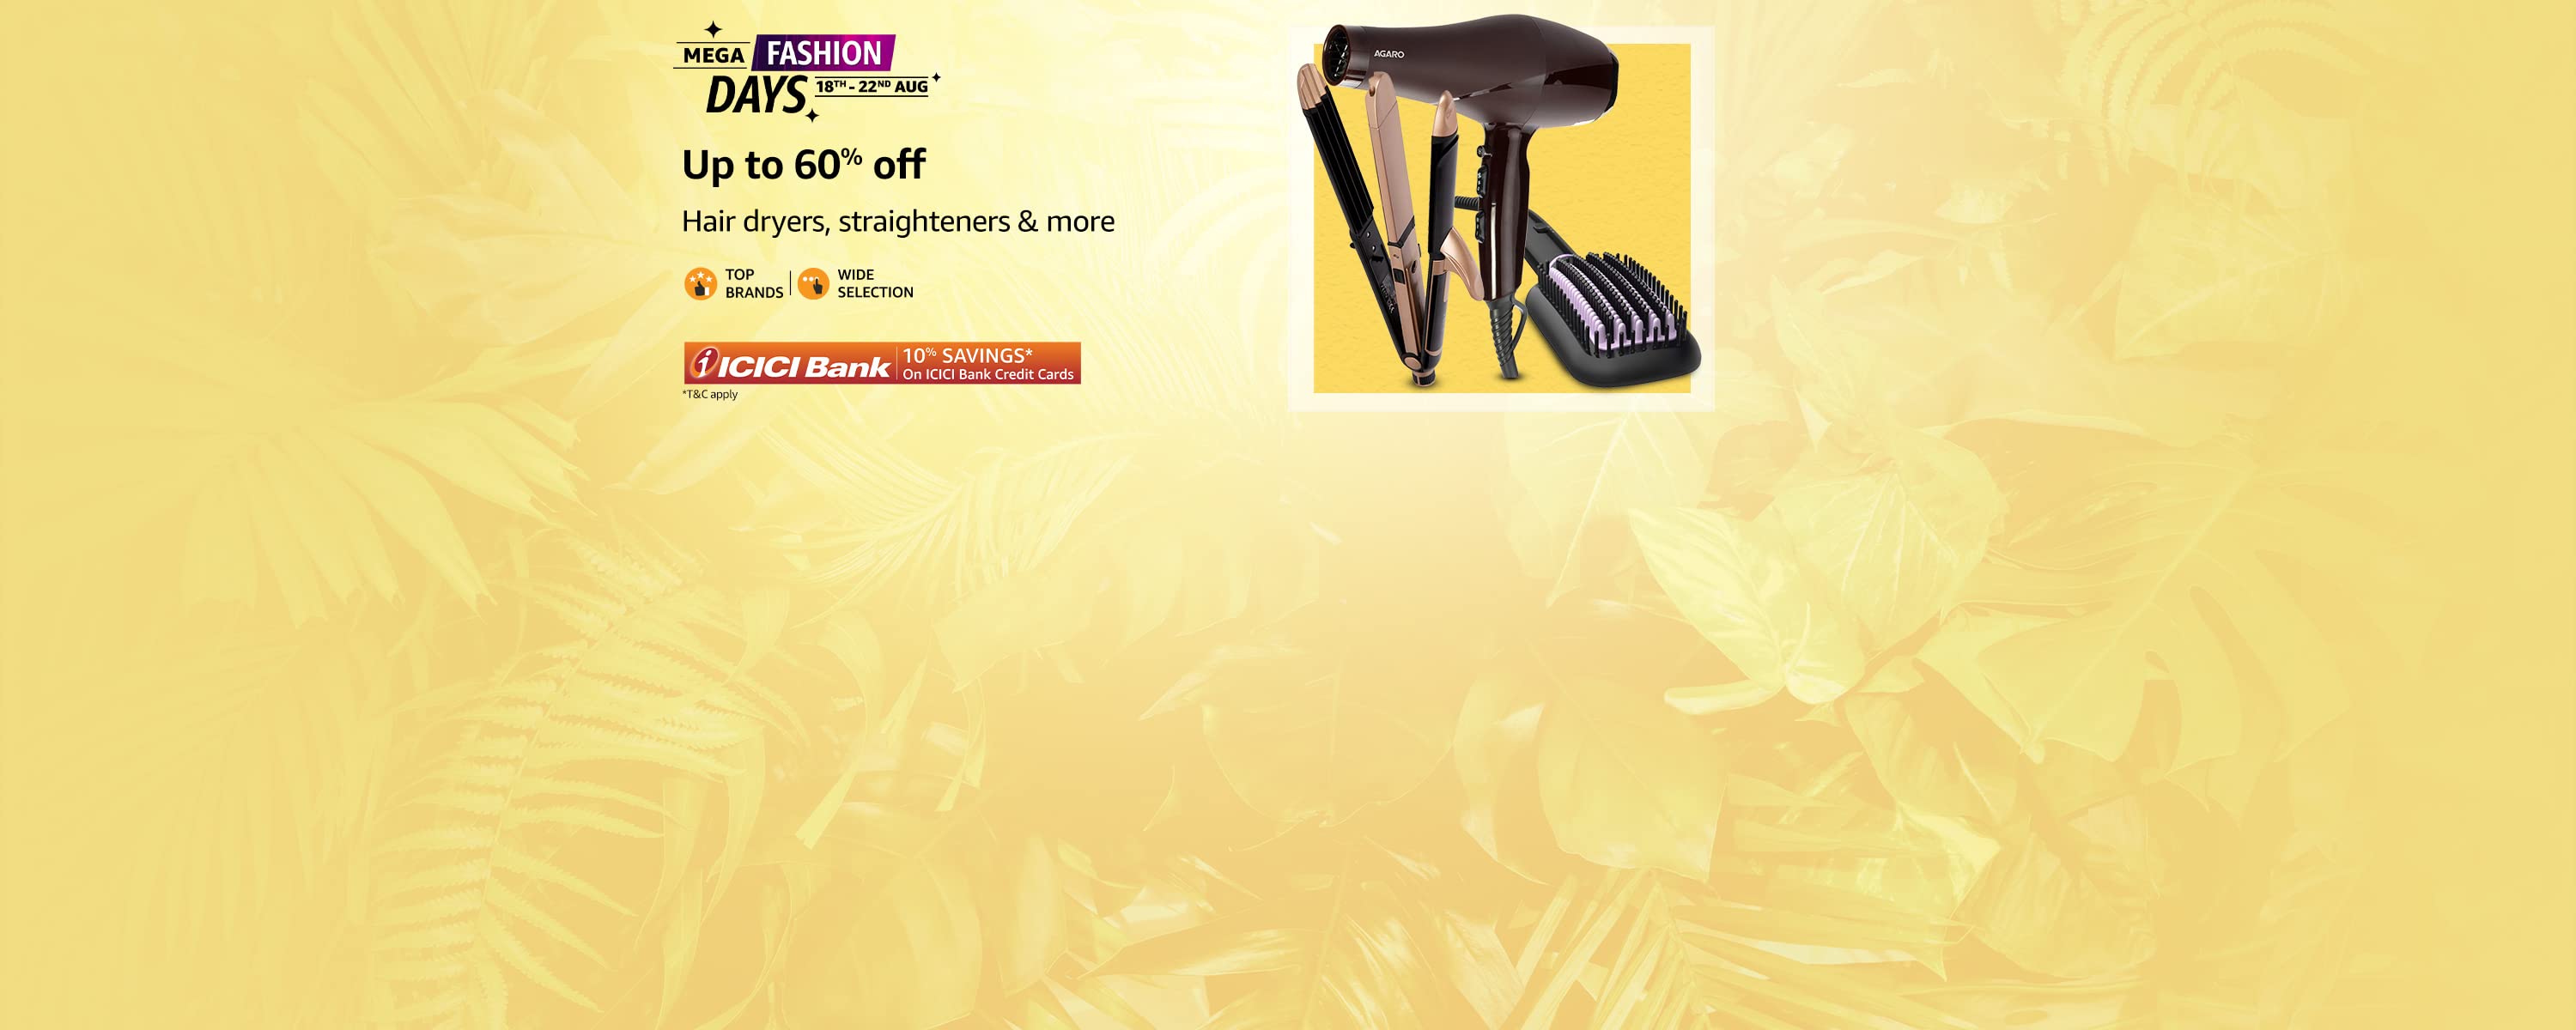 MEGA FASHION
DAYS 18TH - 22ND AUG
Up to 60% off
Hair dryers, straighteners & more
TOP
BRANDS
WIDE
SELECTION
ICICI Bank
10% SAVINGS*
On ICICI Bank Credit Cards
*T&C apply
AGARO